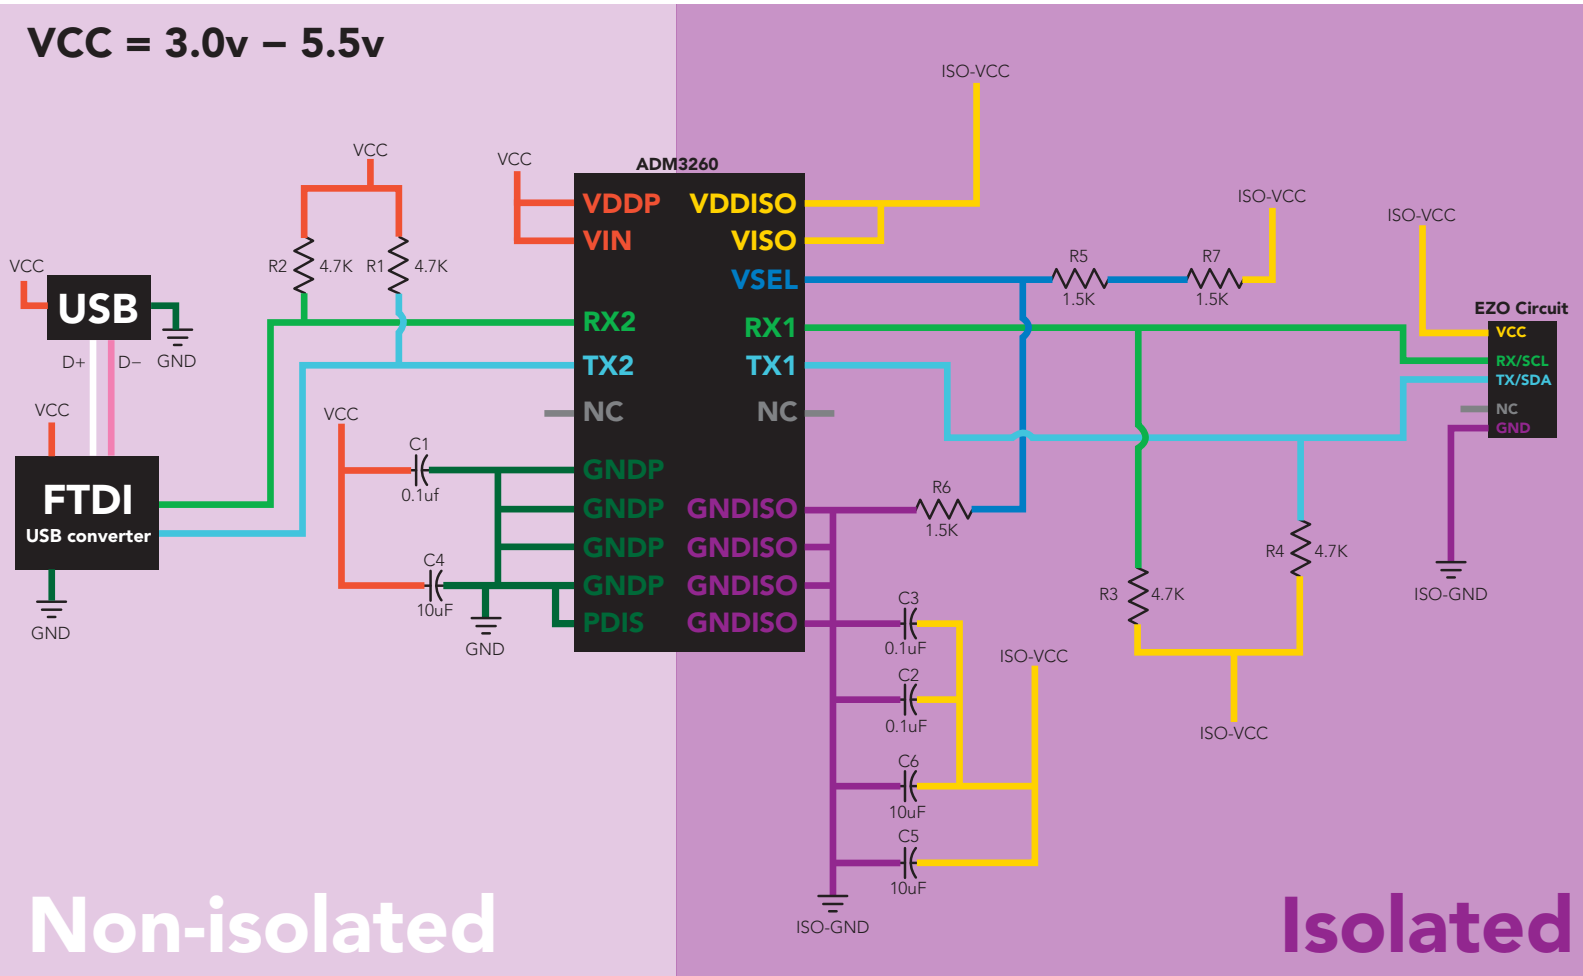 VCC = 3.0v – 5.5v
ISO-VCC
VCC
VCC
ADM3260
VDDP
VDDISO
VIN
VISO
VSEL
RX2
RX1
TX2
TX1
NC
NC
GNDP
GNDP
GNDISO
GNDP
GNDISO
GNDP
GNDISO
PDIS
GNDISO
R2
4.7K
R1
4.7K
VCC
USB
D+
D–
GND
VCC
FTDI
USB converter
GND
VCC
C1
0.1uf
C4
10uF
GND
R5
1.5K
R7
1.5K
ISO-VCC
ISO-VCC
EZO Circuit
VCC
RX/SCL
TX/SDA
NC
GND
ISO-GND
R6
1.5K
R4
4.7K
R3
4.7K
ISO-VCC
C3
0.1uF
ISO-VCC
C2
0.1uF
C6
10uF
C5
10uF
ISO-GND
Non-isolated
Isolated